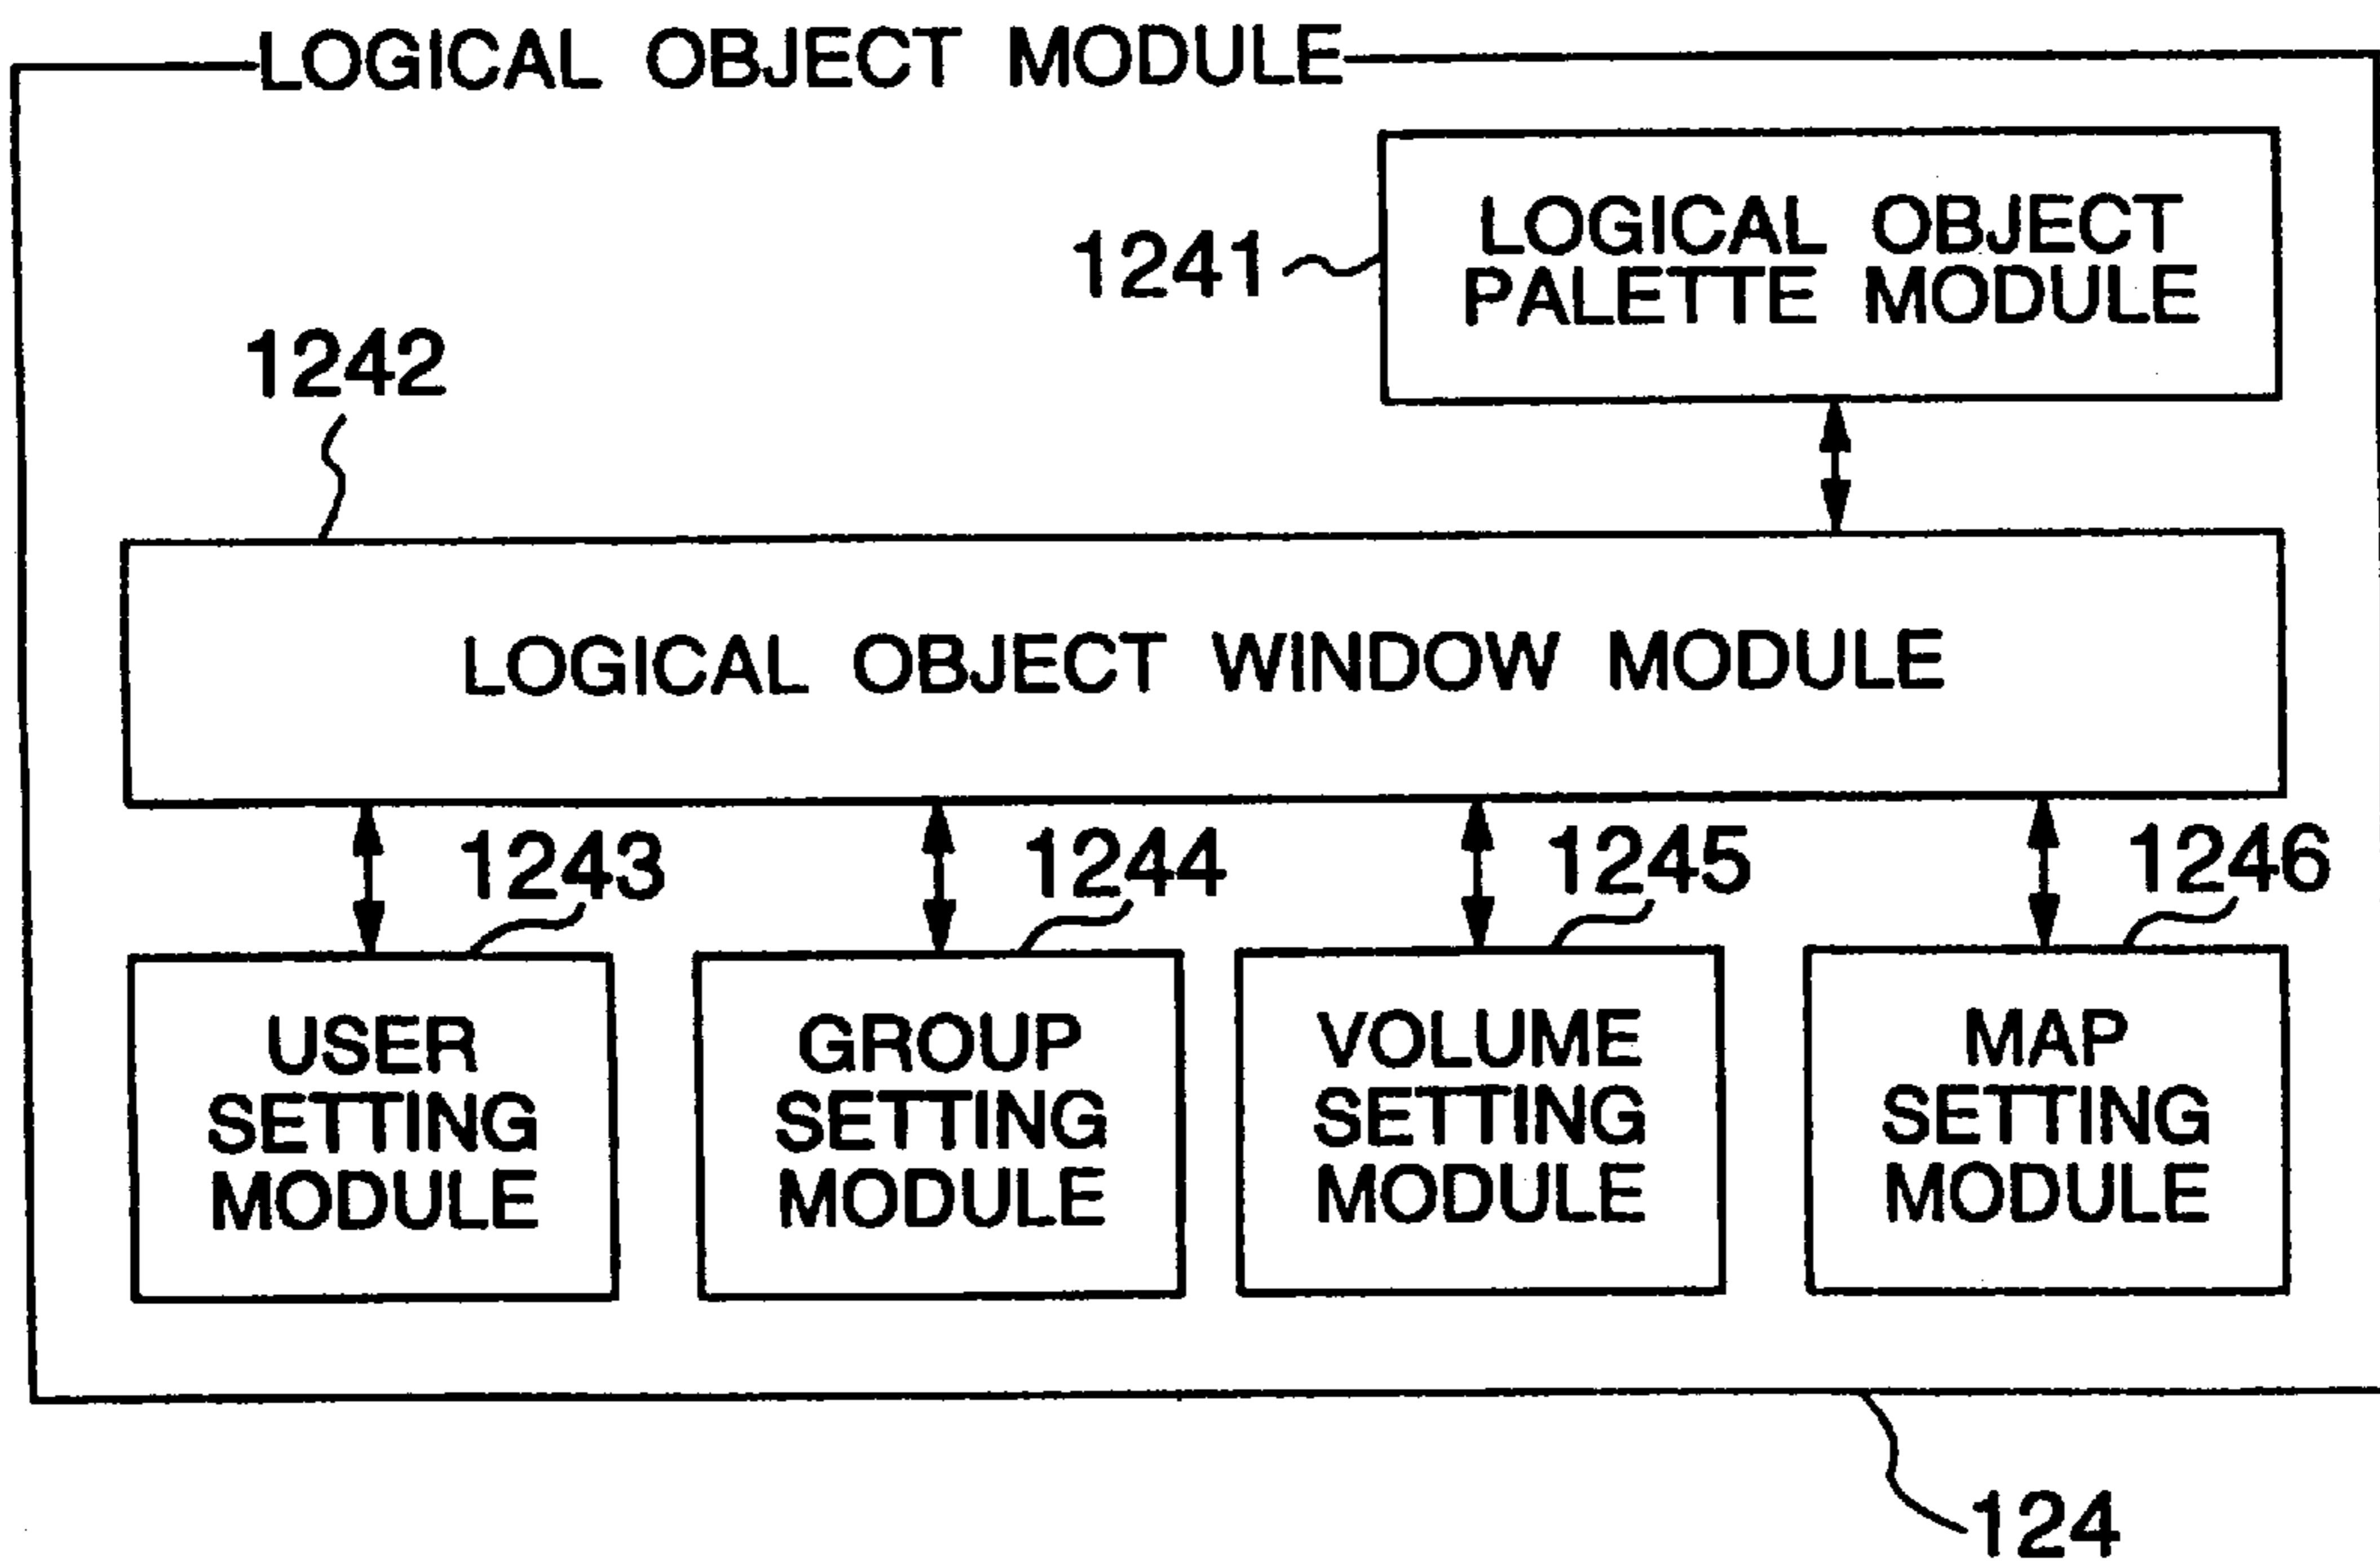 LOGICAL OBJECT MODULE
1241
LOGICAL OBJECT
PALETTE MODULE
1242
LOGICAL OBJECT WINDOW MODULE
1243
1244
1245
1246
USER
SETTING
MODULE
GROUP
SETTING
MODULE
VOLUME
SETTING
MODULE
MAP
SETTING
MODULE
124